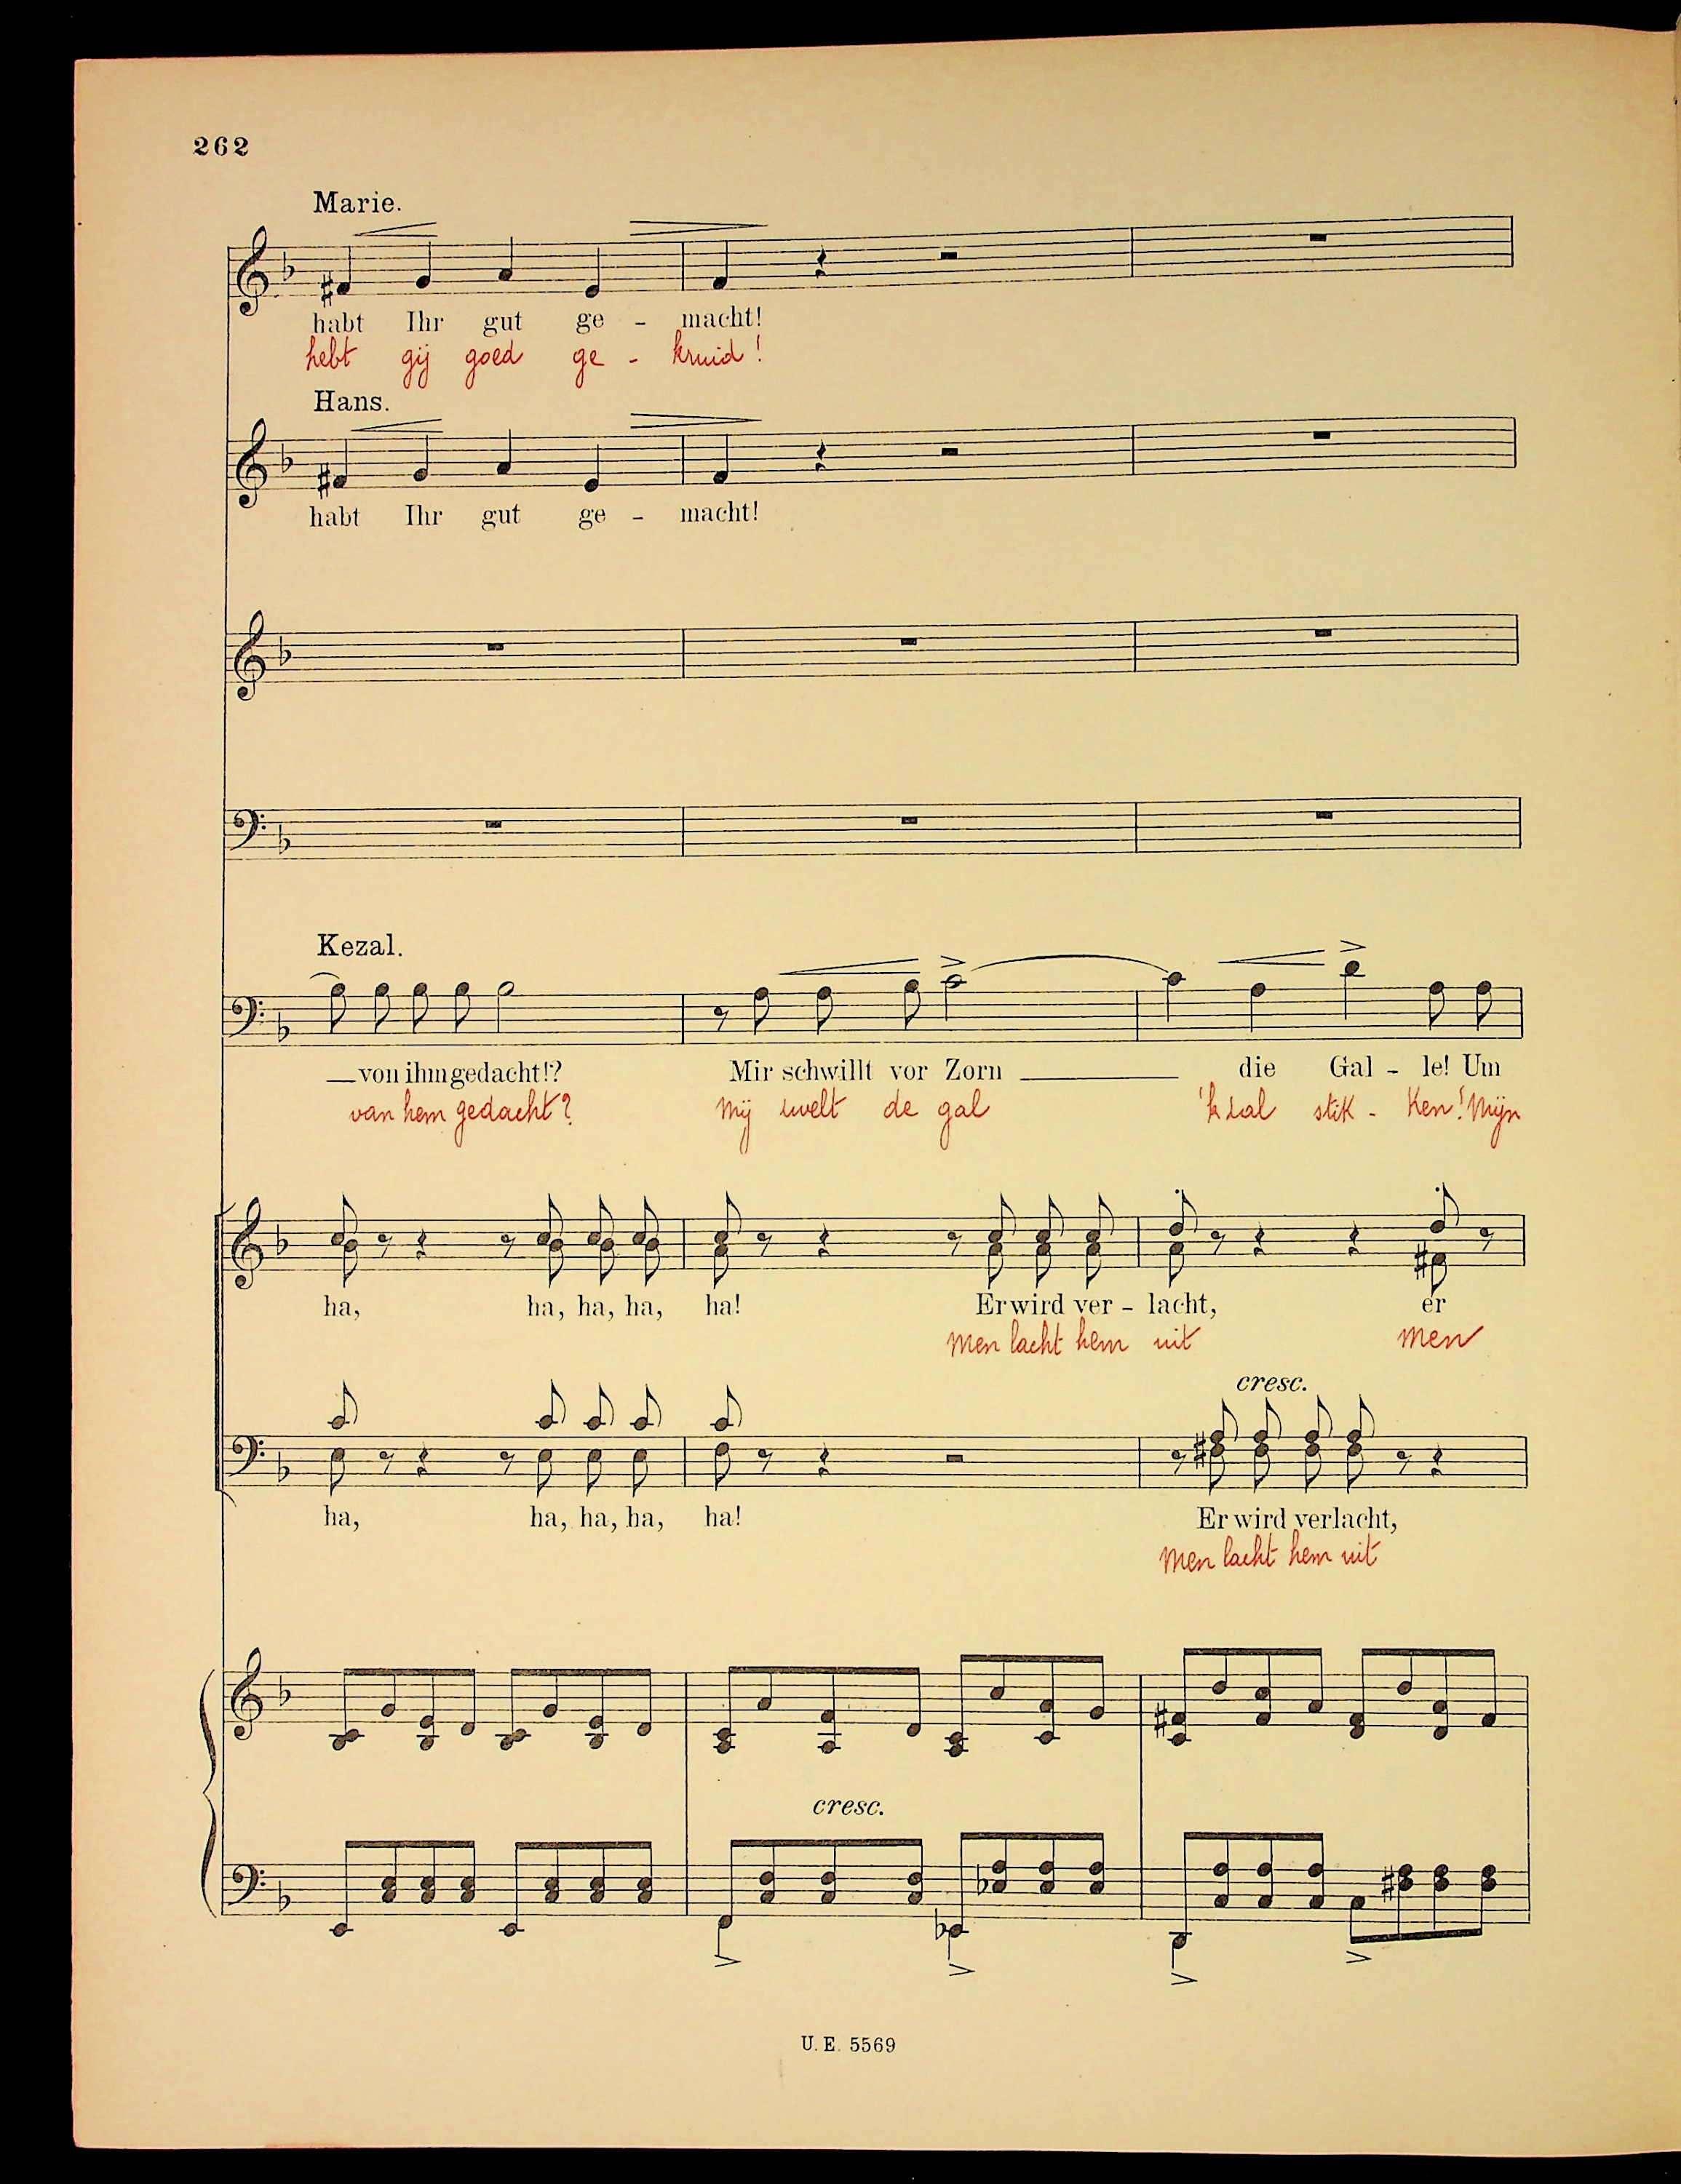 262
Marie.
habt Ihr gut ge - macht!
hebt gij goed ge - kruid!
Hans.
habt Ihr gut ge - macht!
Kezal.
von ihm gedacht!? Mir schwillt vor Zorn die Gal - le! Um
van hem gedacht? Mij zwelt de gal 'k zal stik - ken! Mijn
ha, ha, ha, ha, ha! Er wird ver - lacht, er
Men lacht hem uit men
cresc.
ha, ha, ha, ha, ha! Er wird verlacht,
Men lacht hem uit
cresc.
U. E. 5569